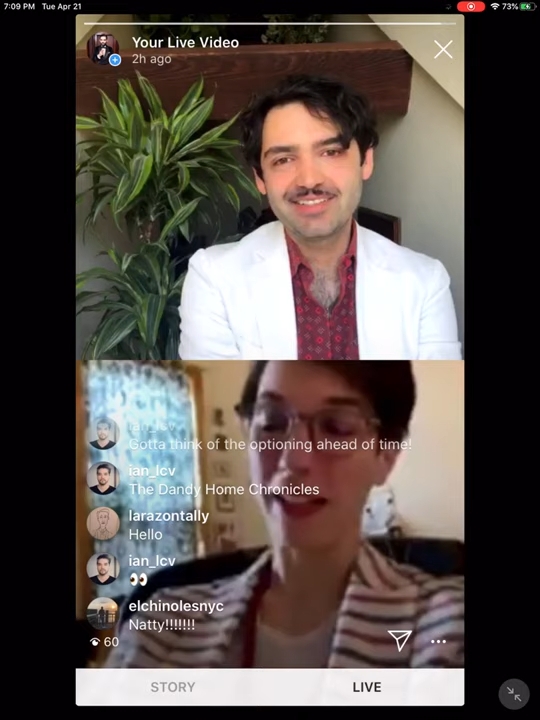 7:09 PM Tue Apr 21
73%
Your Live Video
2h ago
ian_lcv
Gotta think of the optioning ahead of time!
ian_lcv
The Dandy Home Chronicles
larazontally
Hello
ian_lcv
👀
elchinolesnyc
Natty!!!!!!!
60
STORY LIVE